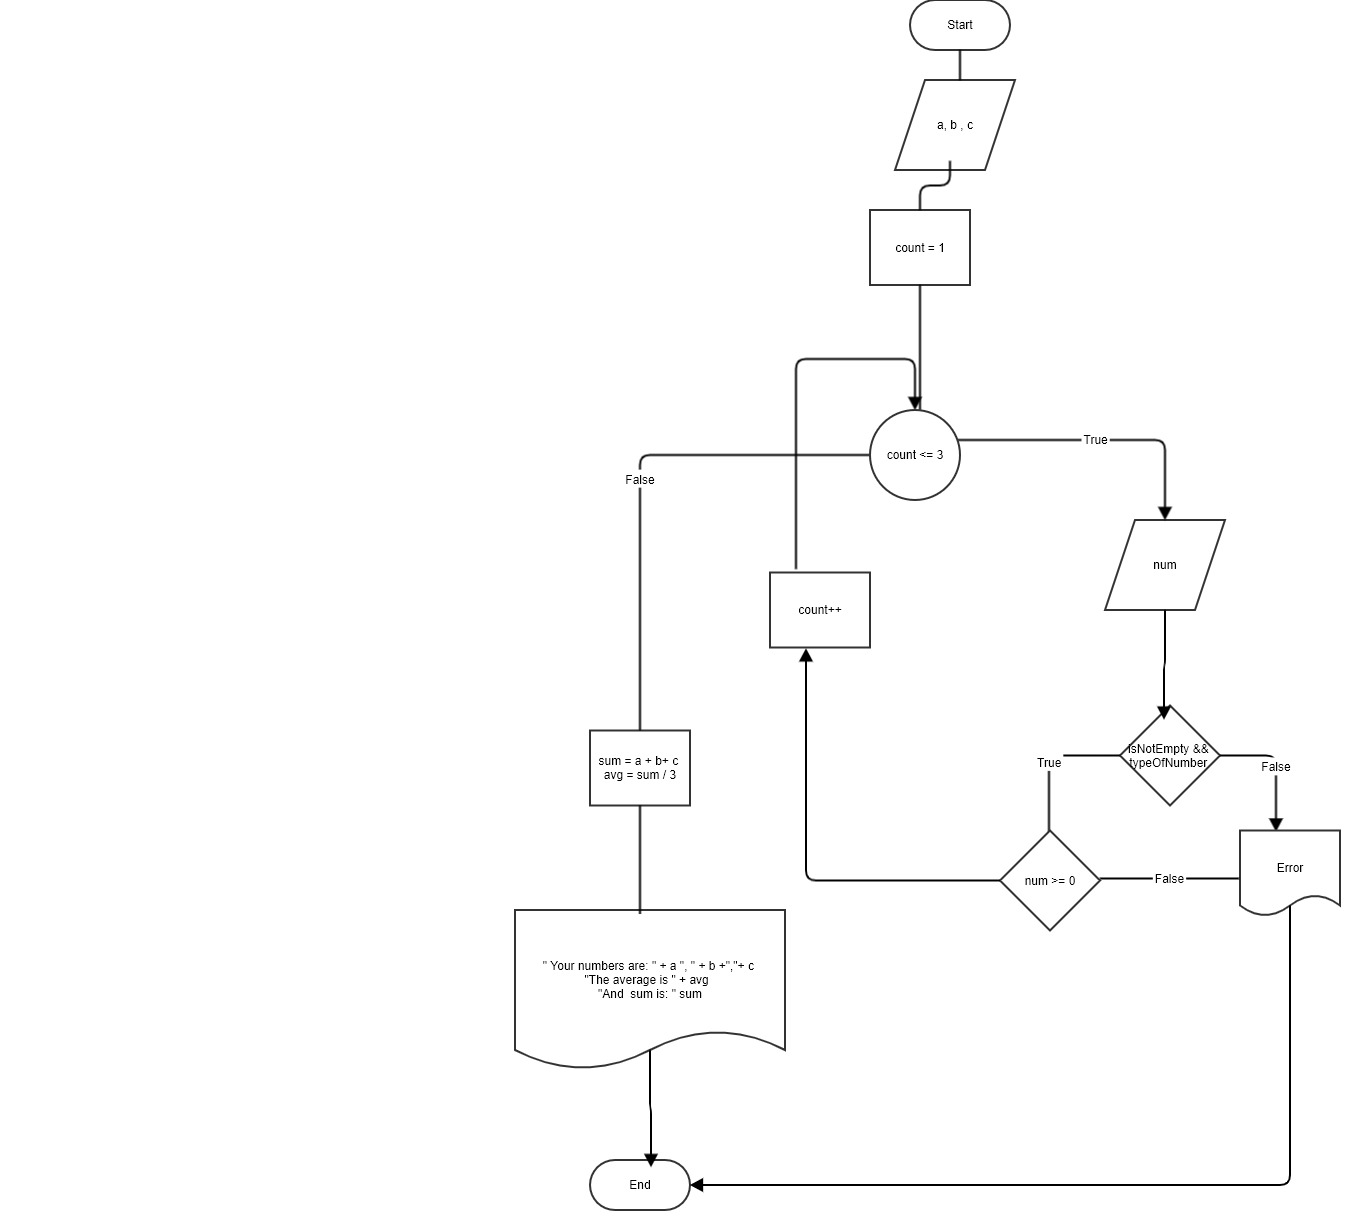 Start
a, b , c
count = 1
count <= 3
True
False
num
count++
isNotEmpty &&
typeOfNumber
True
False
sum = a + b+ c
avg = sum / 3
num >= 0
False
Error
" Your numbers are: " + a ", " + b +","+ c
"The average is " + avg
"And  sum is: " sum
End